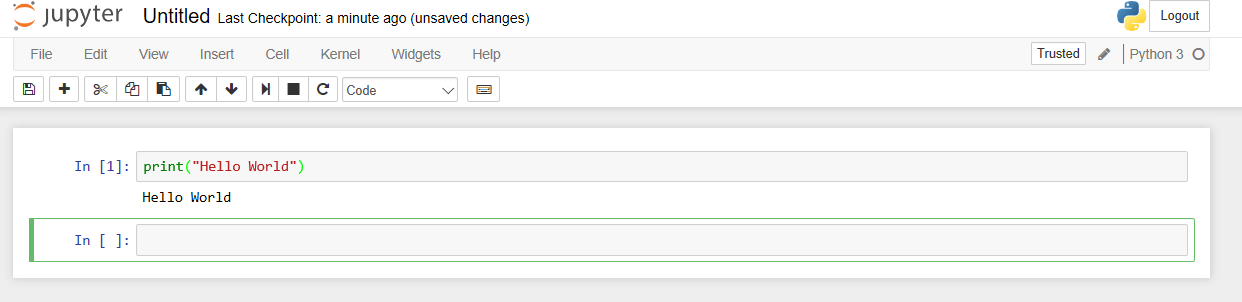 jupyter Untitled Last Checkpoint: a minute ago (unsaved changes) Logout
File Edit View Insert Cell Kernel Widgets Help Trusted Python 3
Code
In [1]: print("Hello World")
Hello World
In [ ]: